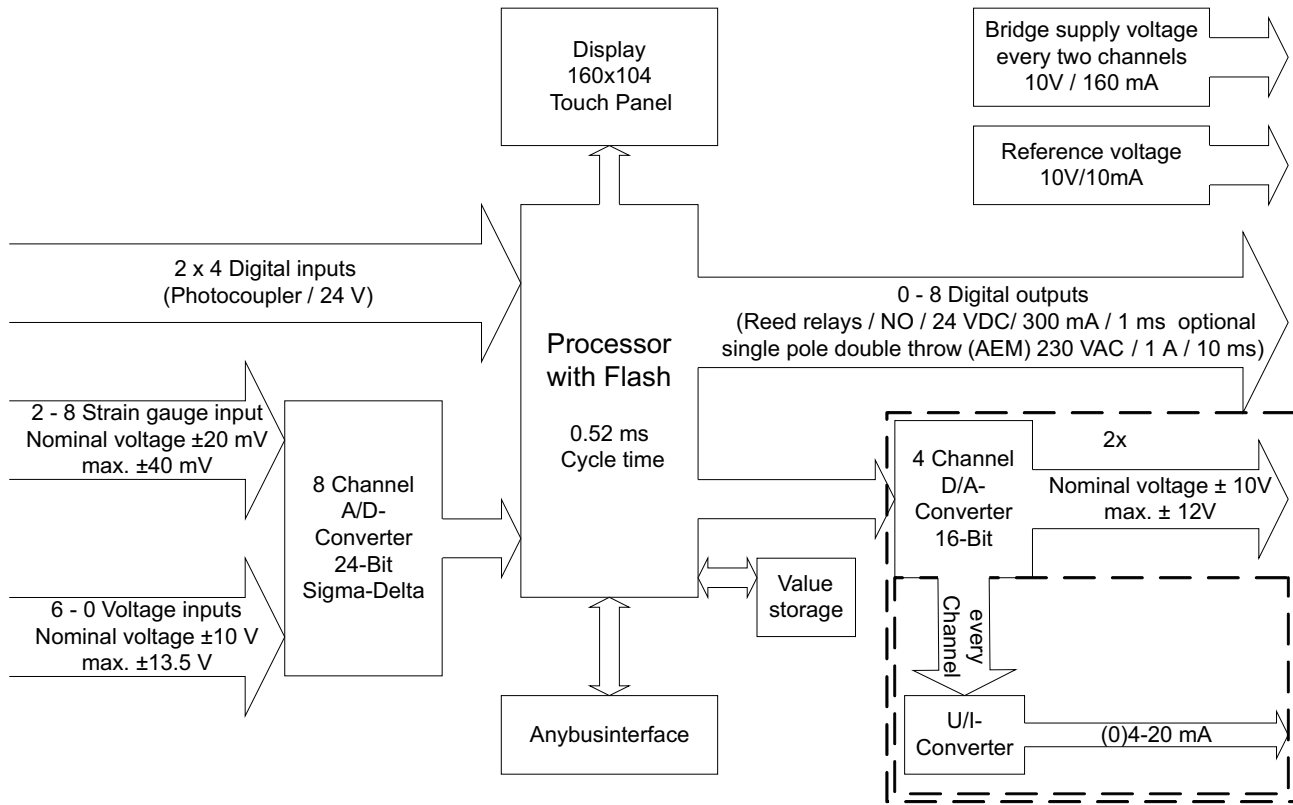 Display
160x104
Touch Panel
Bridge supply voltage
every two channels
10V / 160 mA
Reference voltage
10V/10mA
2 x 4 Digital inputs
(Photocoupler / 24 V)
Processor
with Flash
0.52 ms
Cycle time
0 - 8 Digital outputs
(Reed relays / NO / 24 VDC/ 300 mA / 1 ms optional
single pole double throw (AEM) 230 VAC / 1 A / 10 ms)
2 - 8 Strain gauge input
Nominal voltage ±20 mV
max. ±40 mV
8 Channel
A/D-
Converter
24-Bit
Sigma-Delta
6 - 0 Voltage inputs
Nominal voltage ±10 V
max. ±13.5 V
4 Channel
D/A-
Converter
16-Bit
2x
Nominal voltage ± 10V
max. ± 12V
Value
storage
every
Channel
Anybusinterface
U/I-
Converter
(0)4-20 mA